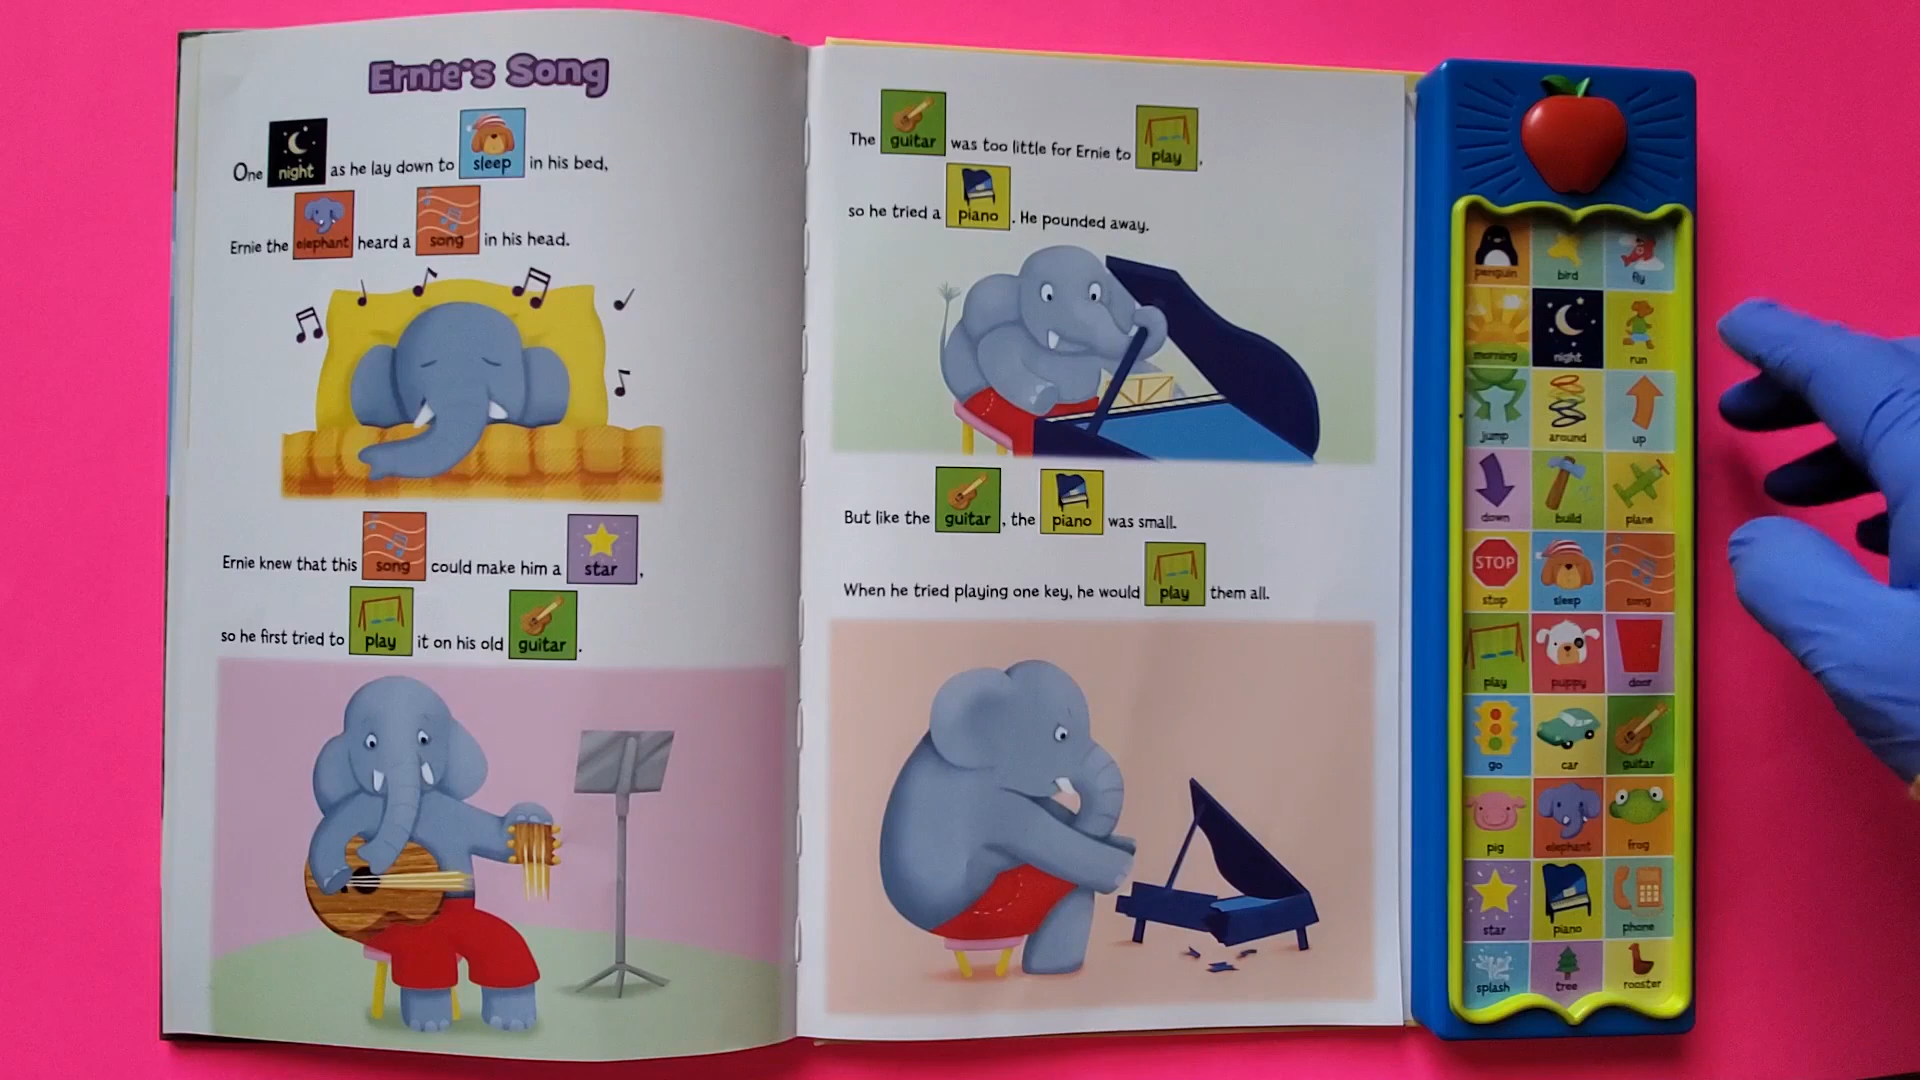 Ernie's Song
One night as he lay down to sleep in his bed,
Ernie the elephant heard a song in his head.
Ernie knew that this song could make him a star,
so he first tried to play it on his old guitar.
The guitar was too little for Ernie to play,
so he tried a piano. He pounded away.
But like the guitar, the piano was small.
When he tried playing one key, he would play them all.
penguin bird fly
morning night run
jump around up
down build plane
STOP
stop sleep song
play puppy door
go car guitar
pig elephant frog
star piano phone
splash tree rooster